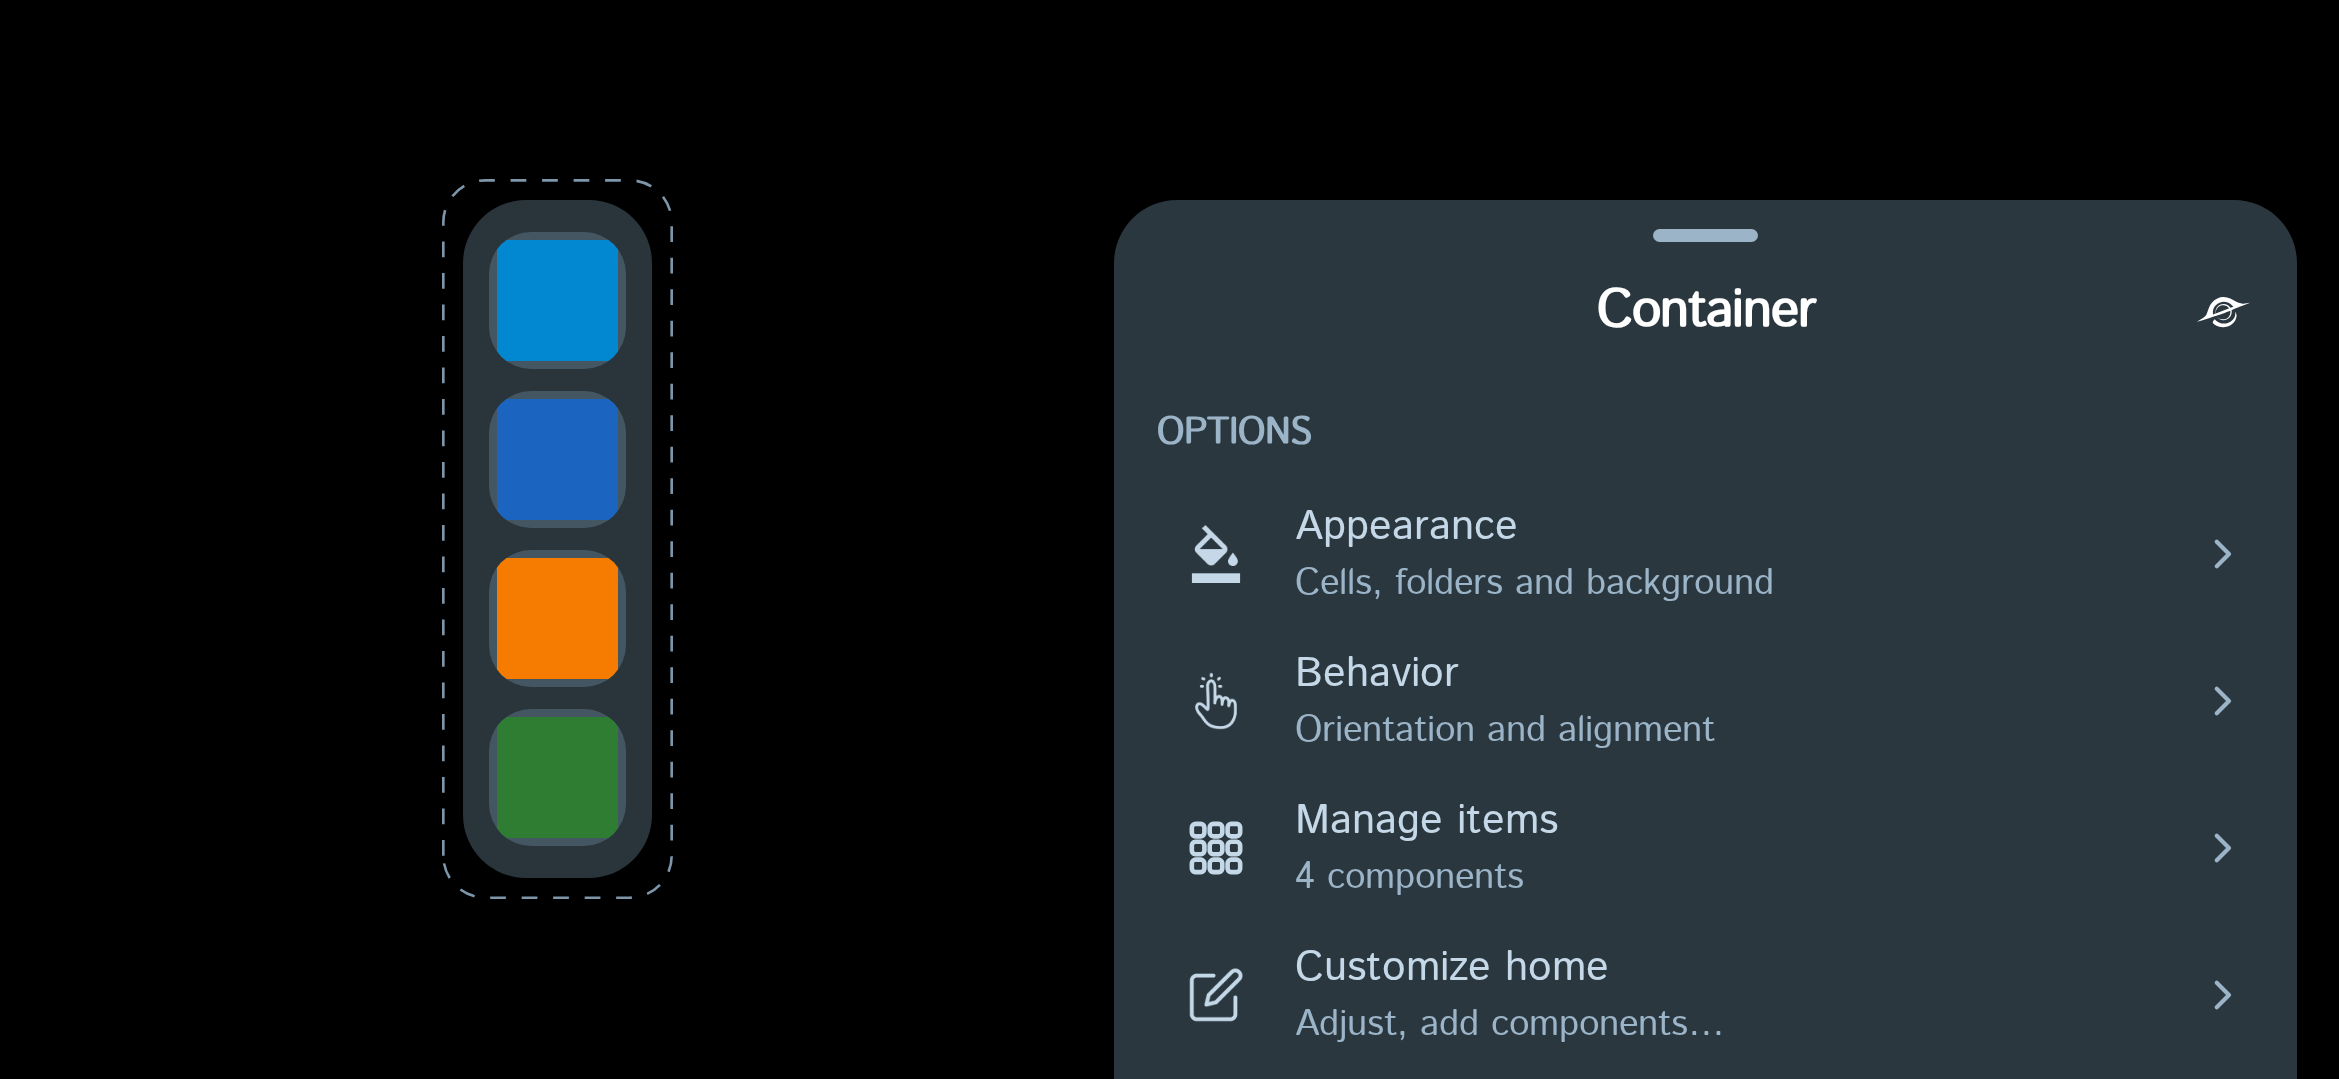 Container
OPTIONS
Appearance
Cells, folders and background
Behavior
Orientation and alignment
Manage items
4 components
Customize home
Adjust, add components...